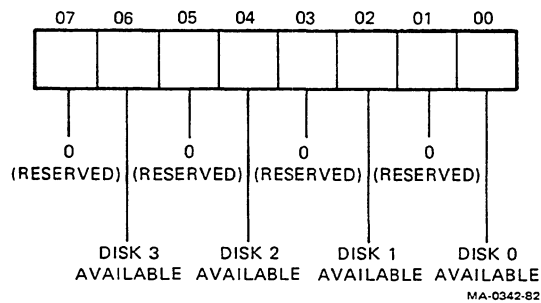 07 06 05 04 03 02 01 00
0 0 0 0
(RESERVED) (RESERVED) (RESERVED) (RESERVED)
DISK 3 DISK 2 DISK 1 DISK 0
AVAILABLE AVAILABLE AVAILABLE AVAILABLE
MA-0342-82